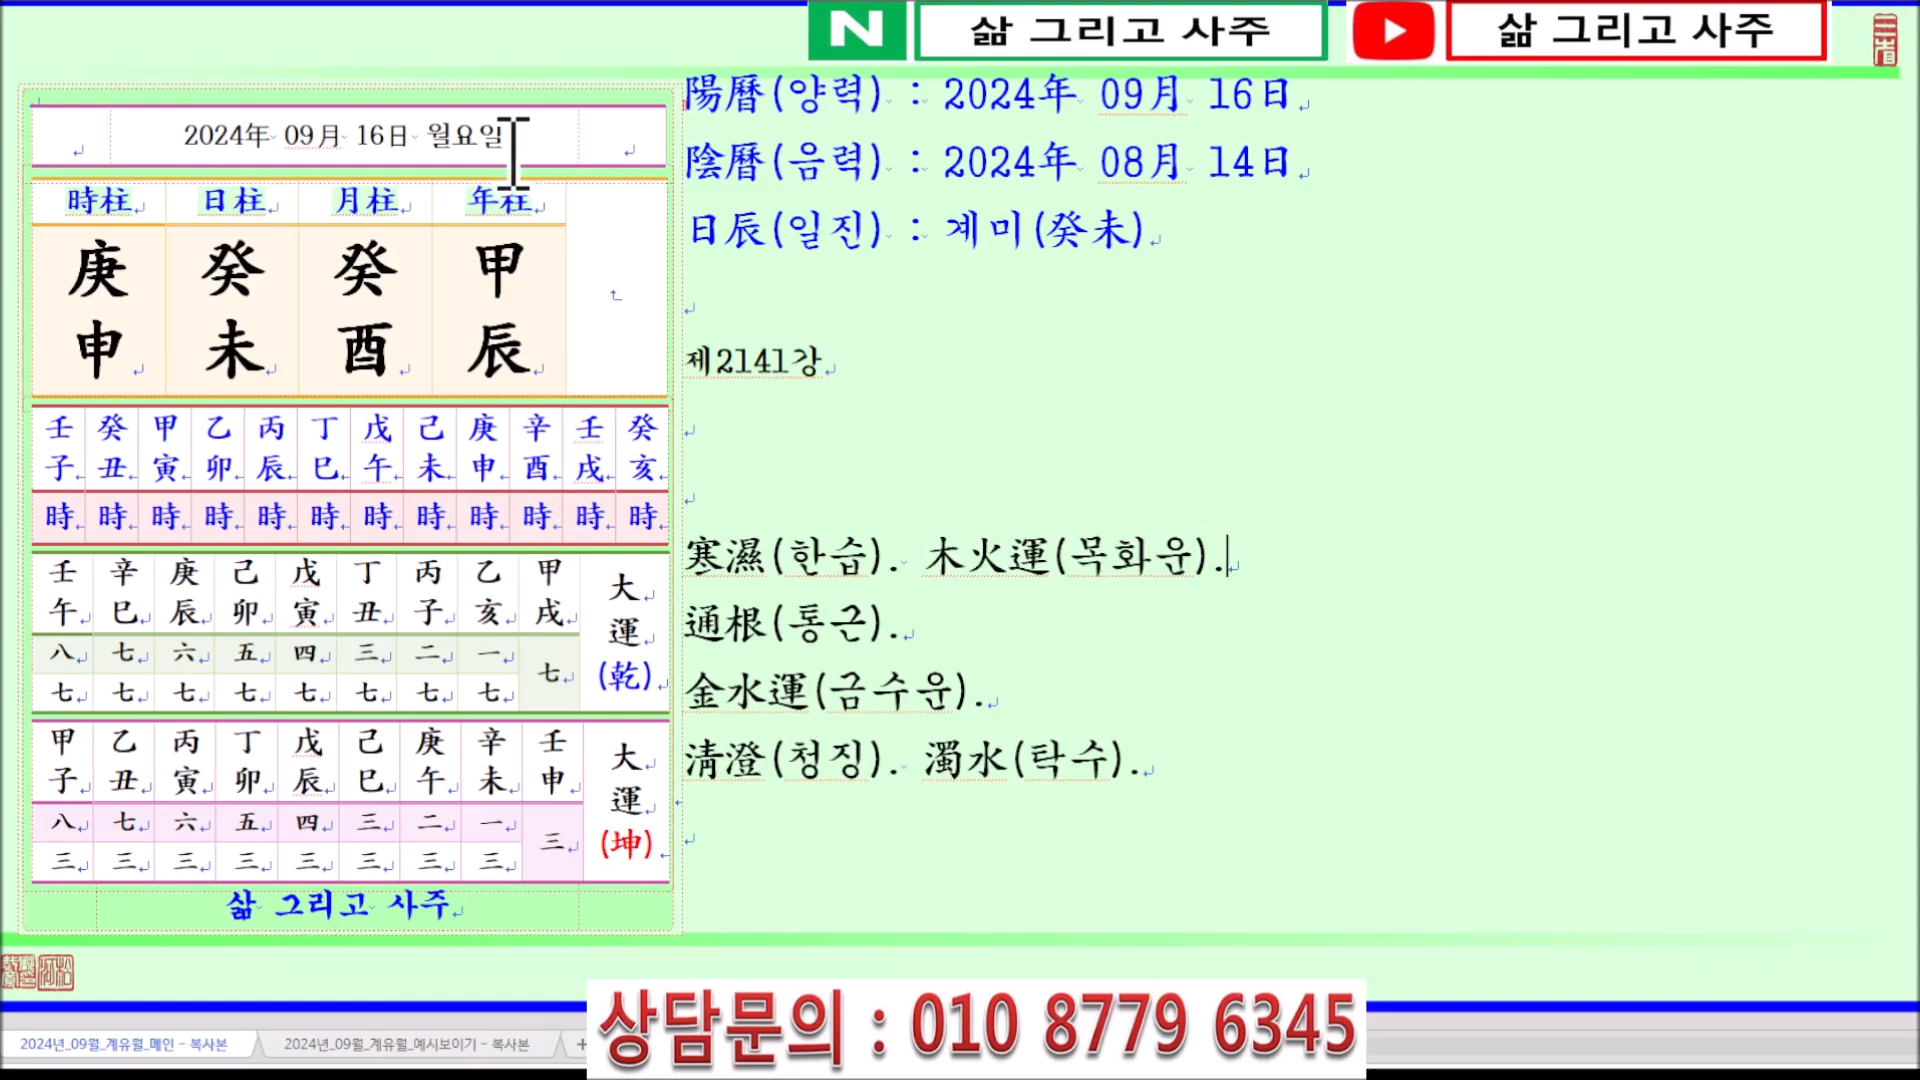 N 삶 그리고 사주 삶 그리고 사주
2024年 09月 16日 월요일
時柱 日柱 月柱 年柱
庚 癸 癸 甲
申 未 酉 辰
壬 癸 甲 乙 丙 丁 戊 己 庚 辛 壬 癸
子 丑 寅 卯 辰 巳 午 未 申 酉 戌 亥
時 時 時 時 時 時 時 時 時 時 時 時
壬 辛 庚 己 戊 丁 丙 乙 甲 大
午 巳 辰 卯 寅 丑 子 亥 戌 運
八 七 六 五 四 三 二 一 七 (乾)
七 七 七 七 七 七 七 七
甲 乙 丙 丁 戊 己 庚 辛 壬 大
子 丑 寅 卯 辰 巳 午 未 申 運
八 七 六 五 四 三 二 一 三 (坤)
三 三 三 三 三 三 三 三
삶 그리고 사주
陽曆(양력) : 2024年 09月 16日
陰曆(음력) : 2024年 08月 14日
日辰(일진) : 계미(癸未)
제2141강
寒濕(한습). 木火運(목화운).
通根(통근).
金水運(금수운).
清澄(청징). 濁水(탁수).
2024년_09월_계유월_메인 - 복사본 2024년_09월_계유월_예시보이기 - 복사본 +
상담문의 : 010 8779 6345